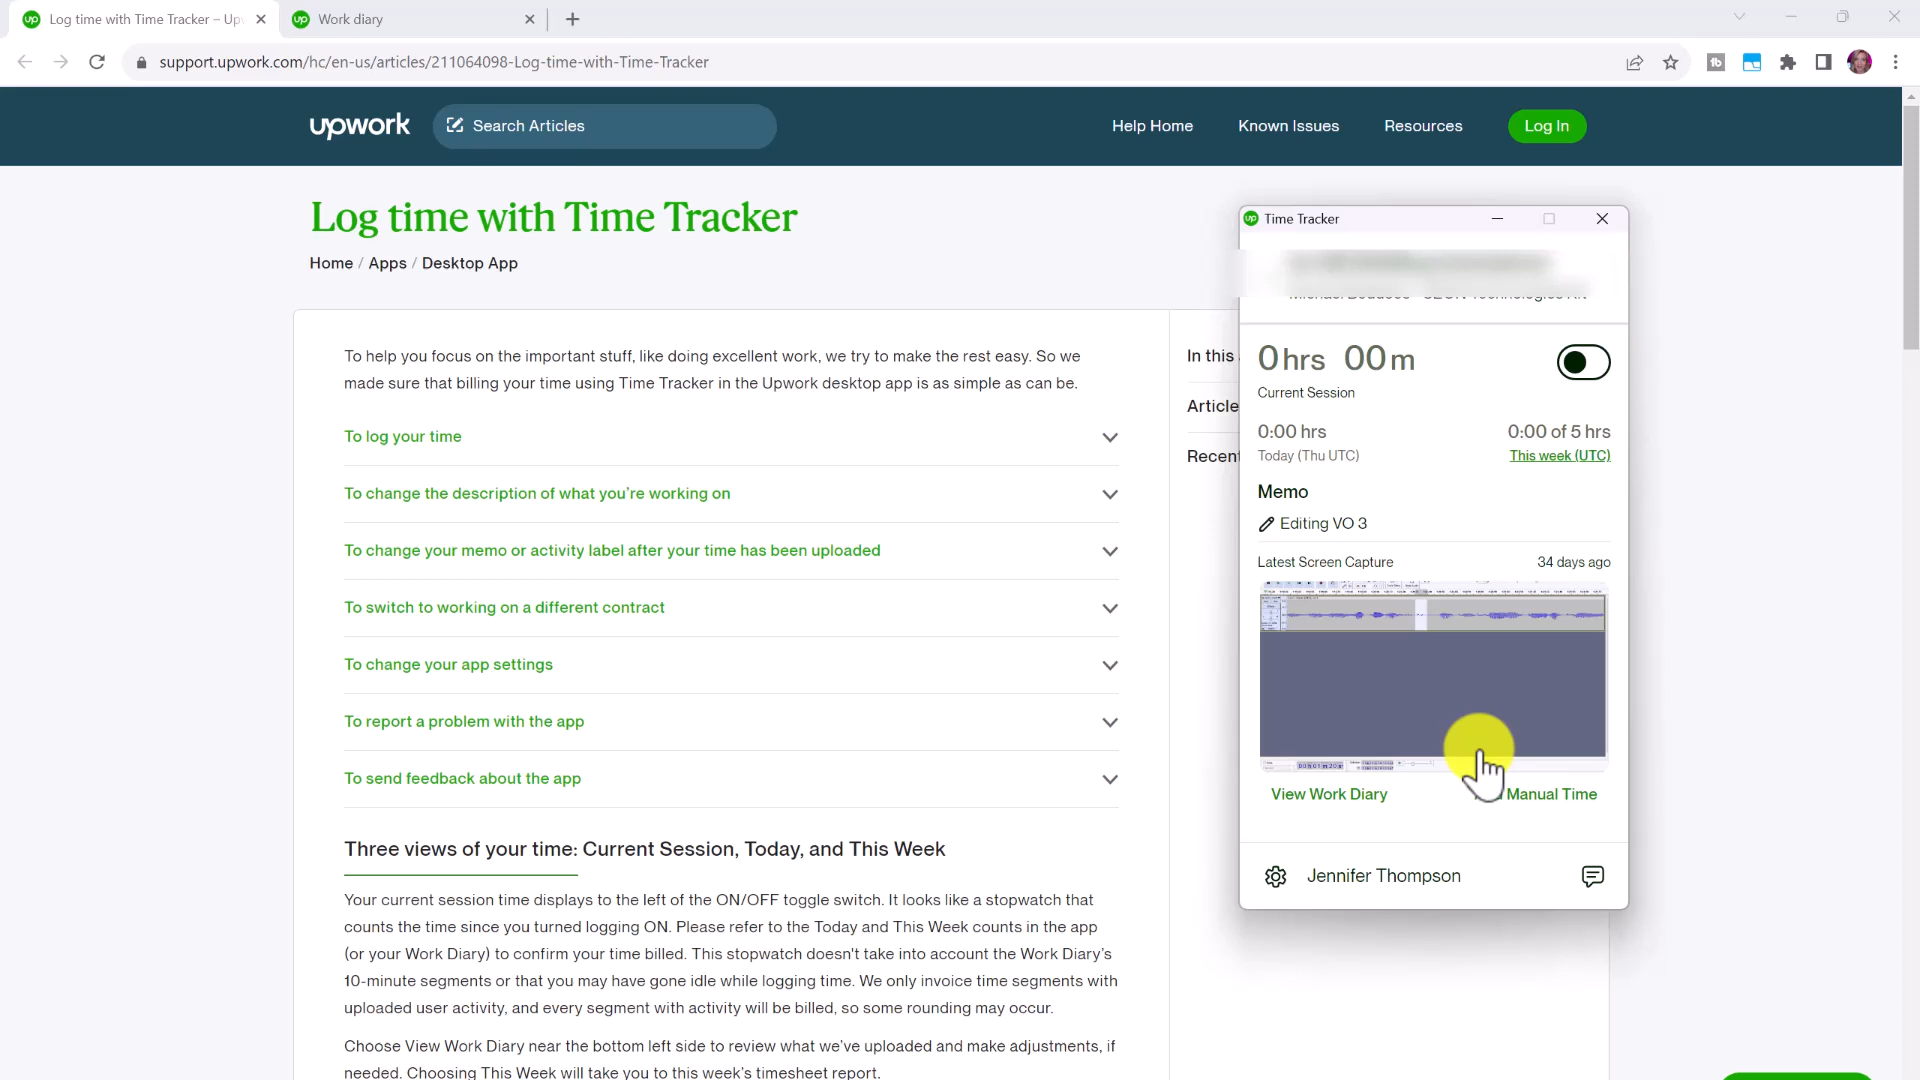 Log time with Time Tracker – Up
Work diary
support.upwork.com/hc/en-us/articles/211064098-Log-time-with-Time-Tracker
upwork
Search Articles
Help Home
Known Issues
Resources
Log In
Log time with Time Tracker
Home / Apps / Desktop App
To help you focus on the important stuff, like doing excellent work, we try to make the rest easy. So we
made sure that billing your time using Time Tracker in the Upwork desktop app is as simple as can be.
To log your time
To change the description of what you’re working on
To change your memo or activity label after your time has been uploaded
To switch to working on a different contract
To change your app settings
To report a problem with the app
To send feedback about the app
Three views of your time: Current Session, Today, and This Week
Your current session time displays to the left of the ON/OFF toggle switch. It looks like a stopwatch that
counts the time since you turned logging ON. Please refer to the Today and This Week counts in the app
(or your Work Diary) to confirm your time billed. This stopwatch doesn't take into account the Work Diary’s
10-minute segments or that you may have gone idle while logging time. We only invoice time segments with
uploaded user activity, and every segment with activity will be billed, so some rounding may occur.
Choose View Work Diary near the bottom left side to review what we’ve uploaded and make adjustments, if
needed. Choosing This Week will take you to this week’s timesheet report.
In this
Article
Recent
up Time Tracker
0 hrs 00 m
Current Session
0:00 hrs
0:00 of 5 hrs
Today (Thu UTC)
This week (UTC)
Memo
Editing VO 3
Latest Screen Capture
34 days ago
View Work Diary
Manual Time
Jennifer Thompson